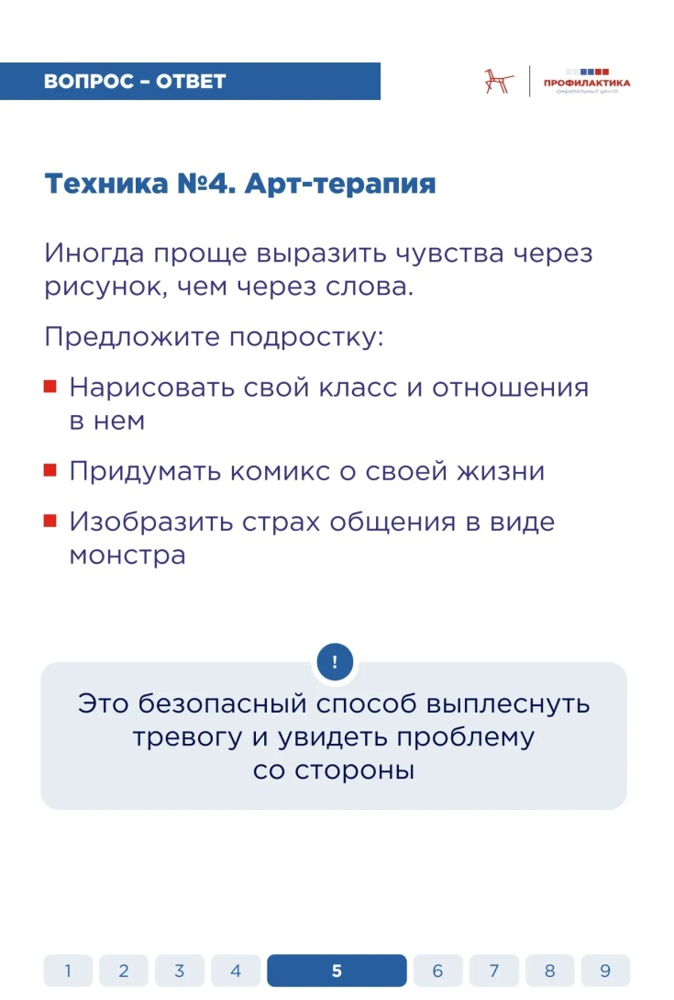 ВОПРОС – ОТВЕТ
ПРОФИЛАКТИКА
федеральный центр
Техника №4. Арт-терапия
Иногда проще выразить чувства через
рисунок, чем через слова.
Предложите подростку:
Нарисовать свой класс и отношения
в нем
Придумать комикс о своей жизни
Изобразить страх общения в виде
монстра
!
Это безопасный способ выплеснуть
тревогу и увидеть проблему
со стороны
1 2 3 4 5 6 7 8 9